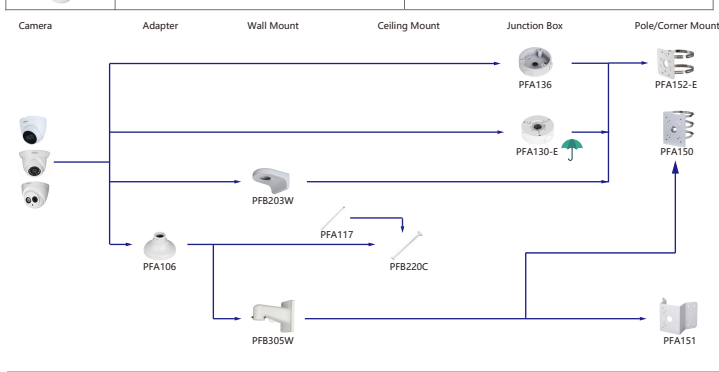 Camera
Adapter
Wall Mount
Ceiling Mount
Junction Box
Pole/Corner Mount
PFA136
PFA152-E
PFA130-E
PFA150
PFB203W
PFA117
PFA106
PFB220C
PFB305W
PFA151